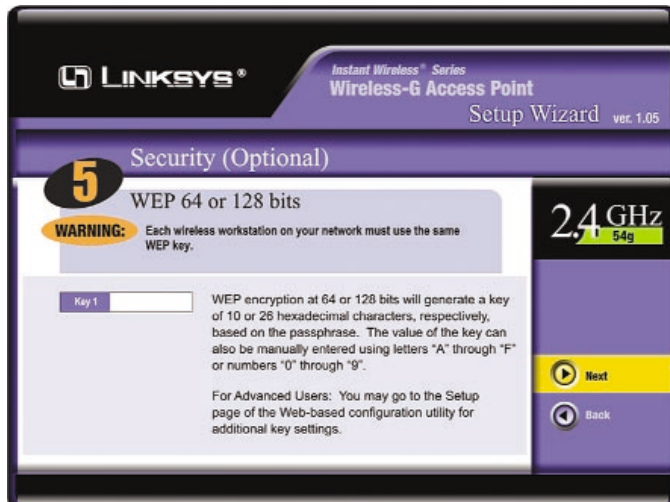 LINKSYS®
Instant Wireless® Series
Wireless-G Access Point
Setup Wizard ver. 1.05
5
Security (Optional)
WEP 64 or 128 bits
WARNING: Each wireless workstation on your network must use the same
WEP key.
2.4 GHz
54g
Key 1
WEP encryption at 64 or 128 bits will generate a key
of 10 or 26 hexadecimal characters, respectively,
based on the passphrase. The value of the key can
also be manually entered using letters “A” through “F”
or numbers “0” through “9”.
For Advanced Users: You may go to the Setup
page of the Web-based configuration utility for
additional key settings.
Next
Back